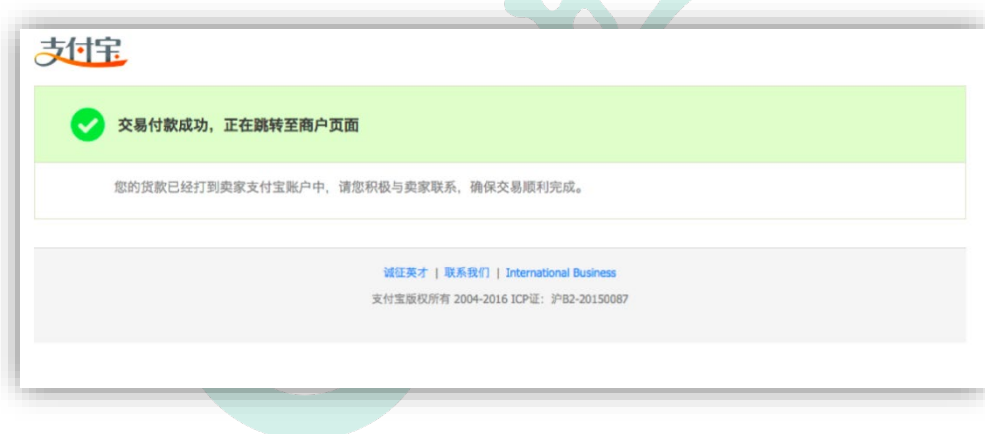 支付宝
交易付款成功，正在跳转至商户页面
您的货款已经打到卖家支付宝账户中，请您积极与卖家联系，确保交易顺利完成。
诚征英才 | 联系我们 | International Business
支付宝版权所有 2004-2016 ICP证：沪B2-20150087